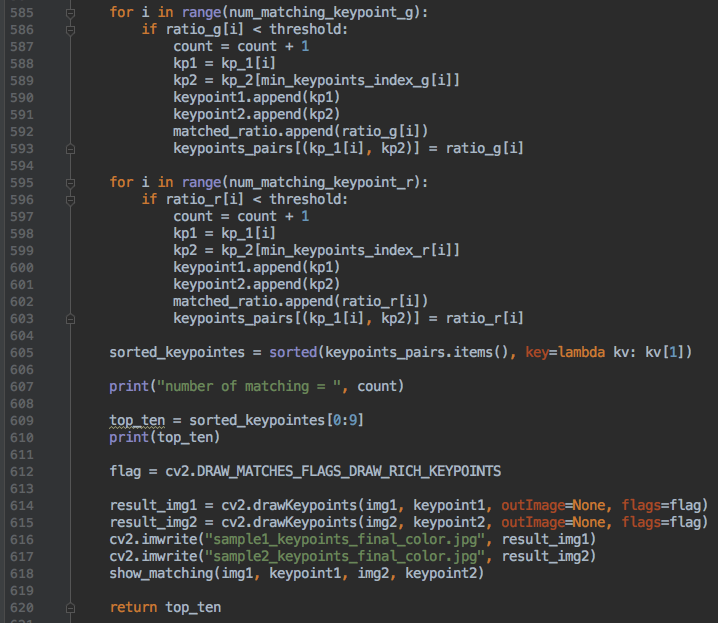 585 for i in range(num_matching_keypoint_g):
586 if ratio_g[i] < threshold:
587 count = count + 1
588 kp1 = kp_1[i]
589 kp2 = kp_2[min_keypoints_index_g[i]]
590 keypoint1.append(kp1)
591 keypoint2.append(kp2)
592 matched_ratio.append(ratio_g[i])
593 keypoints_pairs[(kp_1[i], kp2)] = ratio_g[i]
594
595 for i in range(num_matching_keypoint_r):
596 if ratio_r[i] < threshold:
597 count = count + 1
598 kp1 = kp_1[i]
599 kp2 = kp_2[min_keypoints_index_r[i]]
600 keypoint1.append(kp1)
601 keypoint2.append(kp2)
602 matched_ratio.append(ratio_r[i])
603 keypoints_pairs[(kp_1[i], kp2)] = ratio_r[i]
604
605 sorted_keypointes = sorted(keypoints_pairs.items(), key=lambda kv: kv[1])
606
607 print("number of matching = ", count)
608
609 top_ten = sorted_keypointes[0:9]
610 print(top_ten)
611
612 flag = cv2.DRAW_MATCHES_FLAGS_DRAW_RICH_KEYPOINTS
613
614 result_img1 = cv2.drawKeypoints(img1, keypoint1, outImage=None, flags=flag)
615 result_img2 = cv2.drawKeypoints(img2, keypoint2, outImage=None, flags=flag)
616 cv2.imwrite("sample1_keypoints_final_color.jpg", result_img1)
617 cv2.imwrite("sample2_keypoints_final_color.jpg", result_img2)
618 show_matching(img1, keypoint1, img2, keypoint2)
619
620 return top_ten